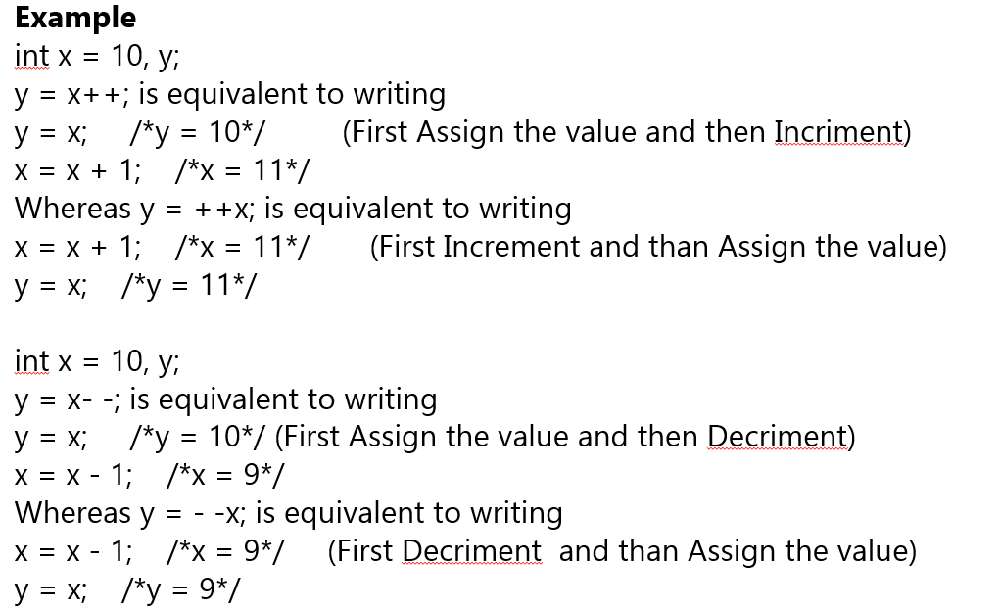 Example
int x = 10, y;
y = x++; is equivalent to writing
y = x; /*y = 10*/ (First Assign the value and then Incriment)
x = x + 1; /*x = 11*/
Whereas y = ++x; is equivalent to writing
x = x + 1; /*x = 11*/ (First Increment and than Assign the value)
y = x; /*y = 11*/
int x = 10, y;
y = x- -; is equivalent to writing
y = x; /*y = 10*/ (First Assign the value and then Decriment)
x = x - 1; /*x = 9*/
Whereas y = - -x; is equivalent to writing
x = x - 1; /*x = 9*/ (First Decriment and than Assign the value)
y = x; /*y = 9*/